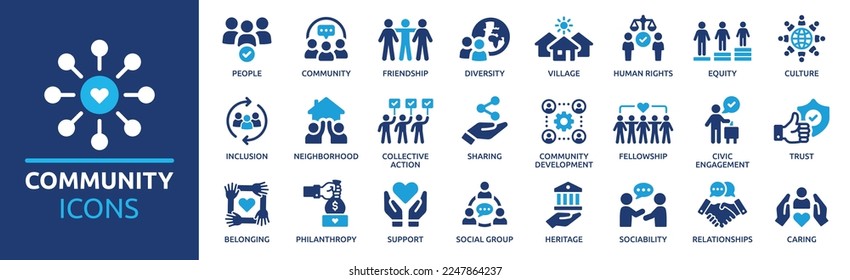 COMMUNITY
ICONS
PEOPLE COMMUNITY FRIENDSHIP DIVERSITY VILLAGE HUMAN RIGHTS EQUITY CULTURE
INCLUSION NEIGHBORHOOD COLLECTIVE ACTION SHARING COMMUNITY DEVELOPMENT FELLOWSHIP CIVIC ENGAGEMENT TRUST
$
BELONGING PHILANTHROPY SUPPORT SOCIAL GROUP HERITAGE SOCIABILITY RELATIONSHIPS CARING
shutterstock.com · 2247864237